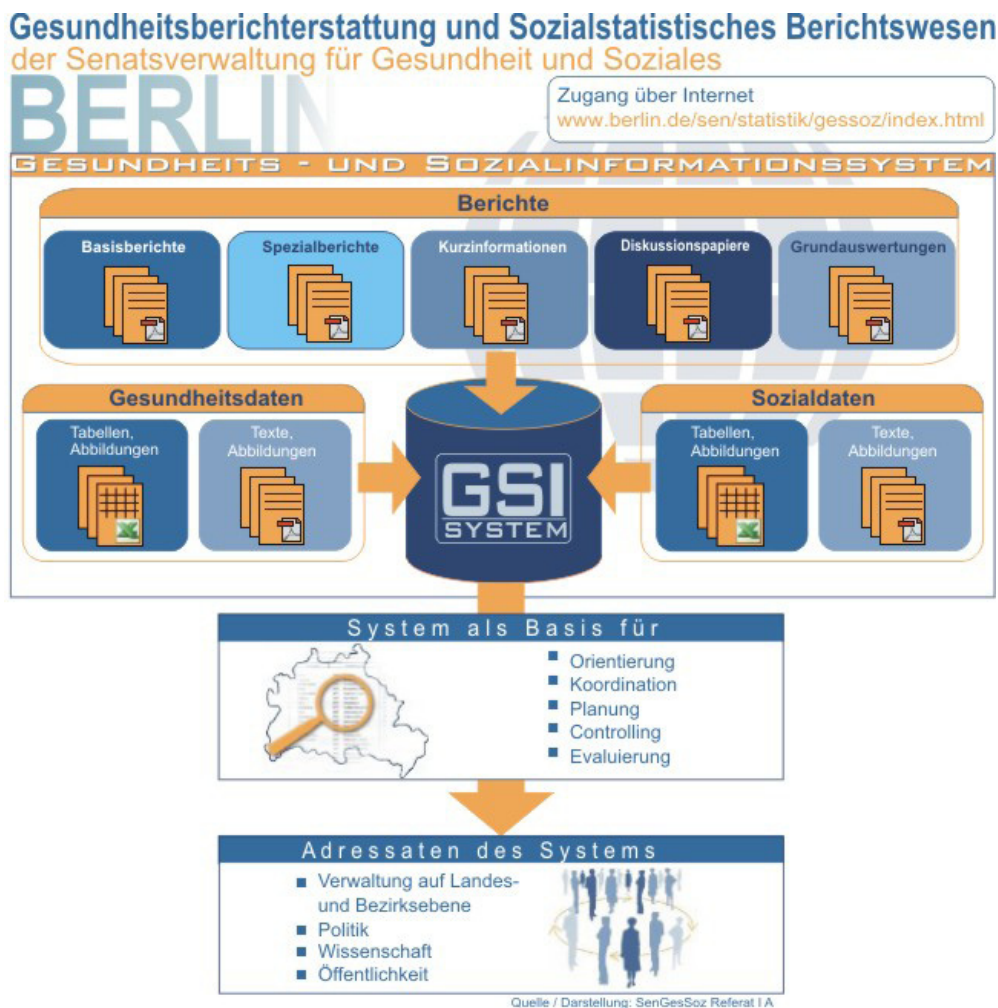 Gesundheitsberichterstattung und Sozialstatistisches Berichtswesen
der Senatsverwaltung für Gesundheit und Soziales
BERLIN
Zugang über Internet
www.berlin.de/sen/statistik/gessoz/index.html
GESUNDHEITS - UND SOZIALINFORMATIONSSYSTEM
Berichte
Basisberichte
Spezialberichte
Kurzinformationen
Diskussionspapiere
Grundauswertungen
Gesundheitsdaten
Tabellen,
Abbildungen
Texte,
Abbildungen
GSI
SYSTEM
Sozialdaten
Tabellen,
Abbildungen
Texte,
Abbildungen
System als Basis für
Orientierung
Koordination
Planung
Controlling
Evaluierung
Adressaten des Systems
Verwaltung auf Landes-
und Bezirksebene
Politik
Wissenschaft
Öffentlichkeit
Quelle / Darstellung: SenGesSoz Referat I A